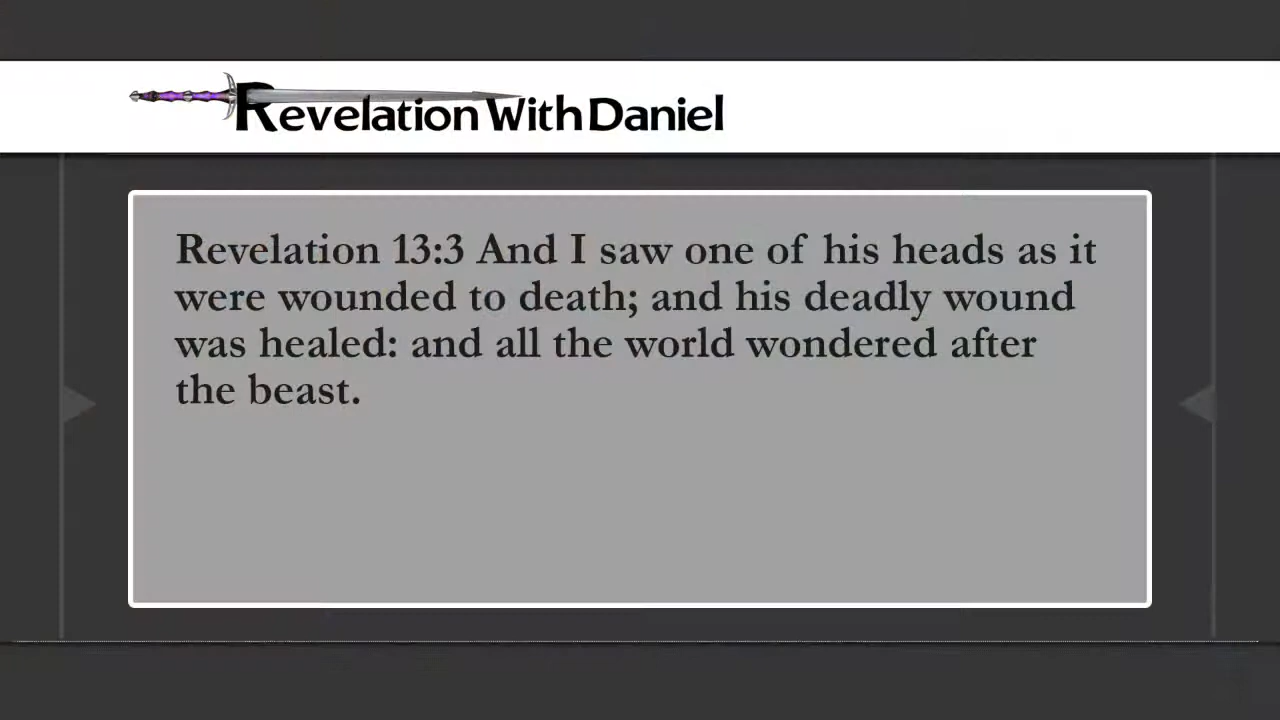 Revelation With Daniel
Revelation 13:3 And I saw one of his heads as it
were wounded to death; and his deadly wound
was healed: and all the world wondered after
the beast.